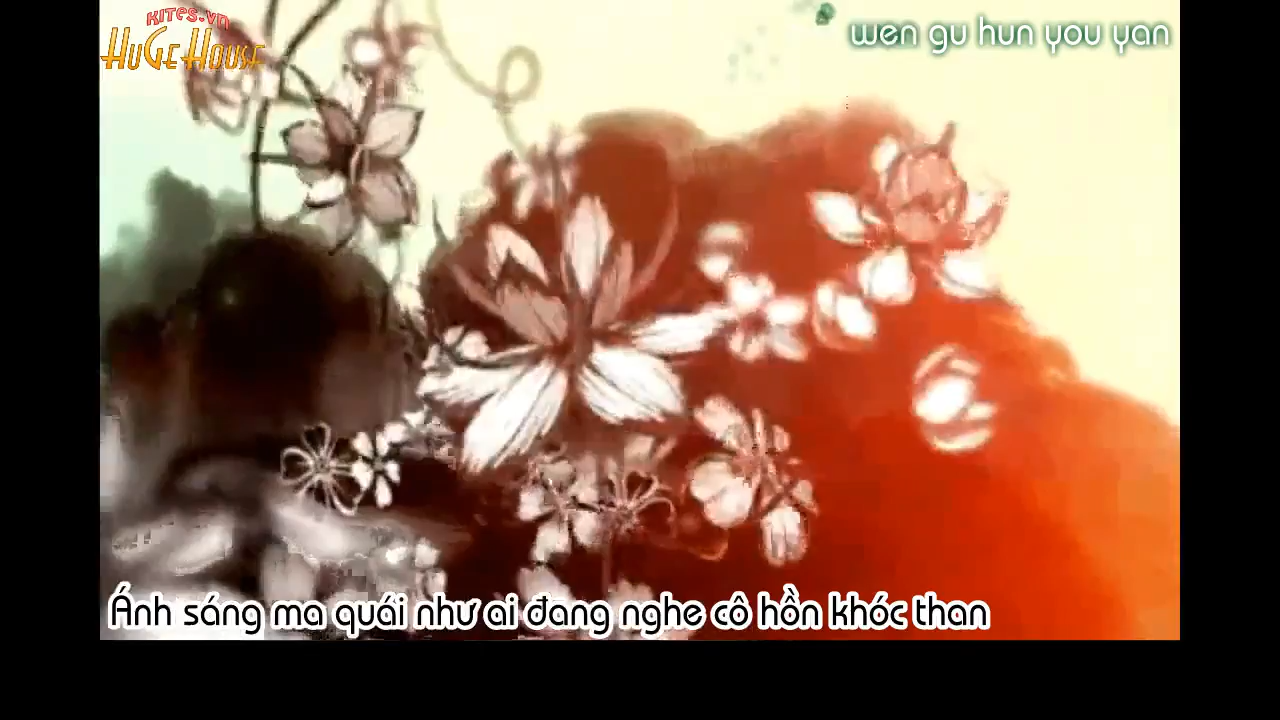 KITES.VN
HUGE HOUSE
wen gu hun you yan
Ánh sáng ma quái như ai đang nghe cô hồn khóc than